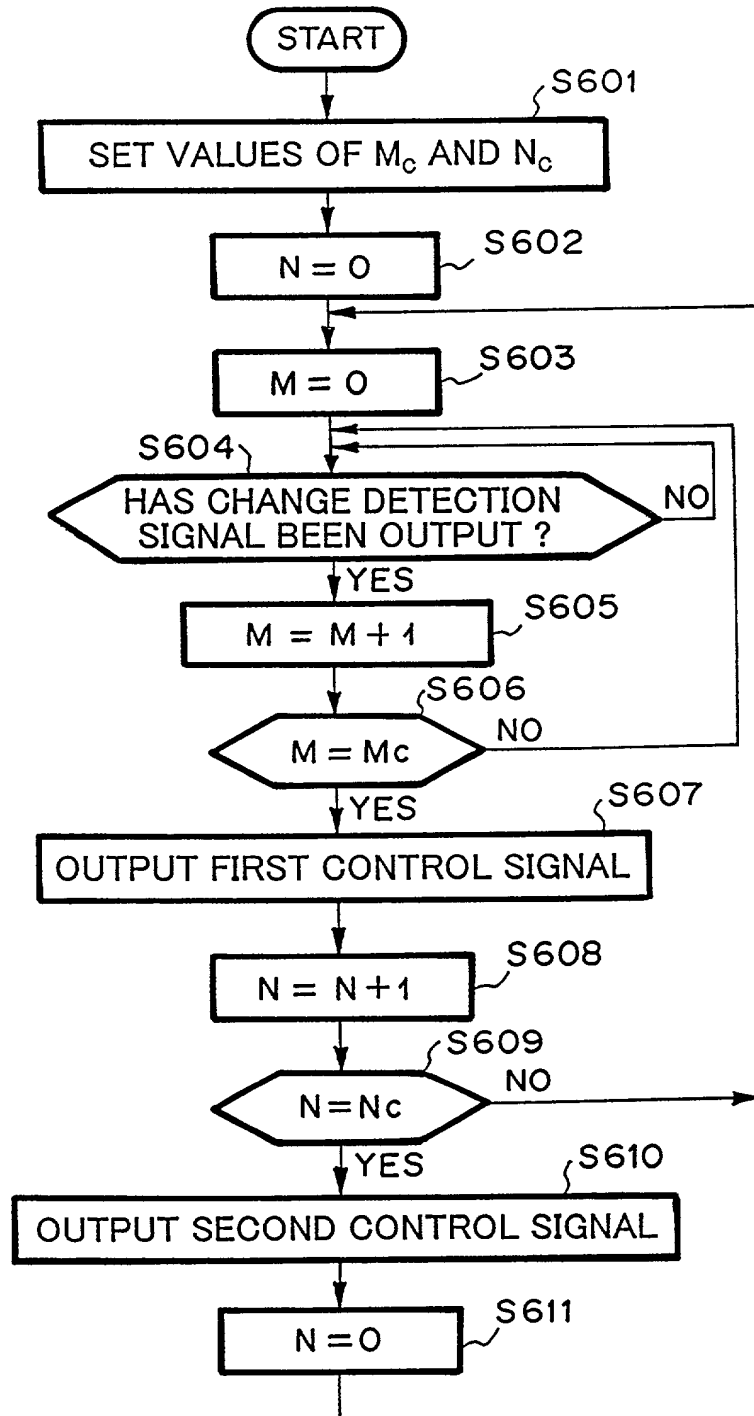 START
S601
SET VALUES OF Mc AND Nc
S602
N = 0
S603
M = 0
S604
HAS CHANGE DETECTION
SIGNAL BEEN OUTPUT ?
NO
YES
S605
M = M + 1
S606
M = Mc
NO
YES
S607
OUTPUT FIRST CONTROL SIGNAL
S608
N = N + 1
S609
N = Nc
NO
YES
S610
OUTPUT SECOND CONTROL SIGNAL
S611
N = 0